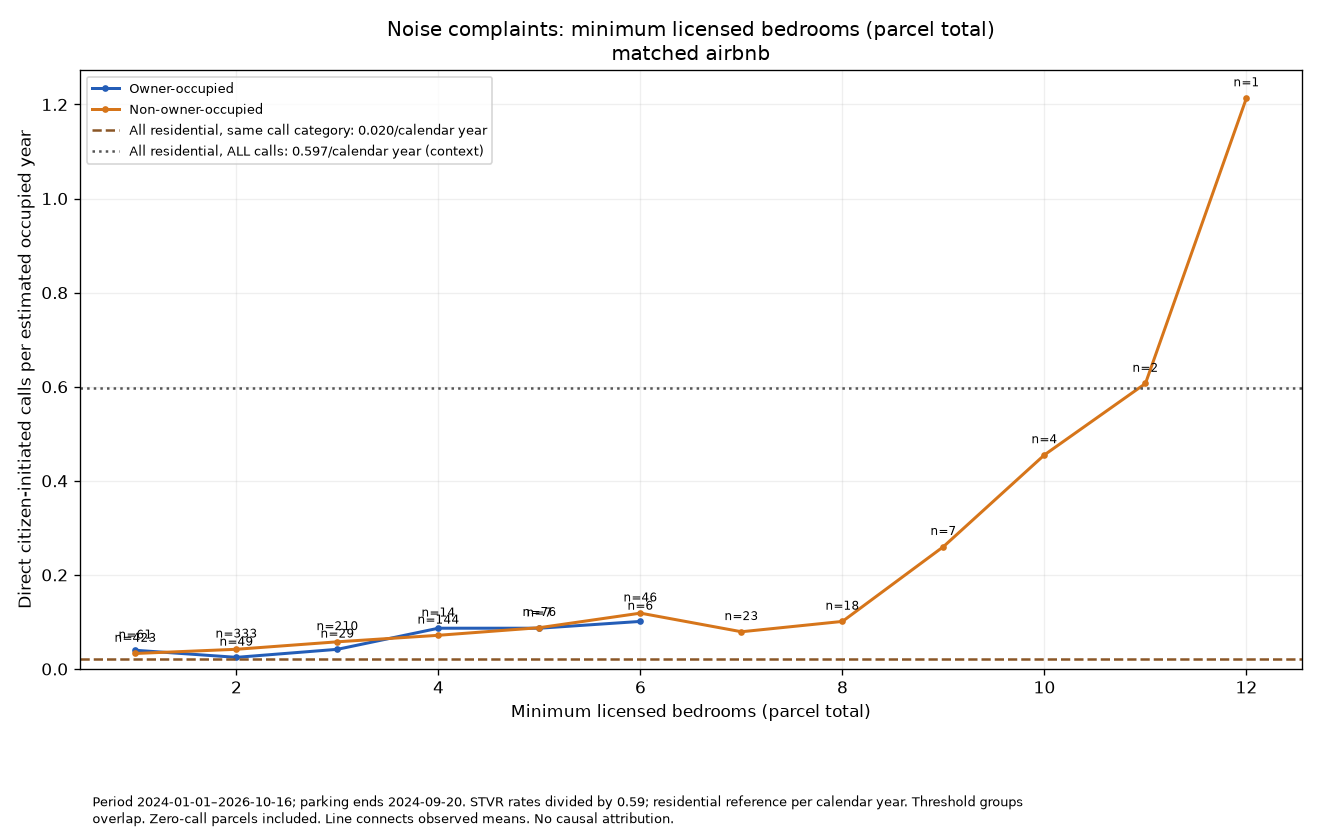 Noise complaints: minimum licensed bedrooms (parcel total)
matched airbnb
Direct citizen-initiated calls per estimated occupied year
Owner-occupied
Non-owner-occupied
All residential, same call category: 0.020/calendar year
All residential, ALL calls: 0.597/calendar year (context)
1.2
1.0
0.8
0.6
0.4
0.2
0.0
n=61
n=423
n=333
n=49
n=210
n=29
n=14
n=144
n=76
n=7
n=46
n=6
n=23
n=18
n=7
n=4
n=2
n=1
2
4
6
8
10
12
Minimum licensed bedrooms (parcel total)
Period 2024-01-01–2026-10-16; parking ends 2024-09-20. STVR rates divided by 0.59; residential reference per calendar year. Threshold groups
overlap. Zero-call parcels included. Line connects observed means. No causal attribution.